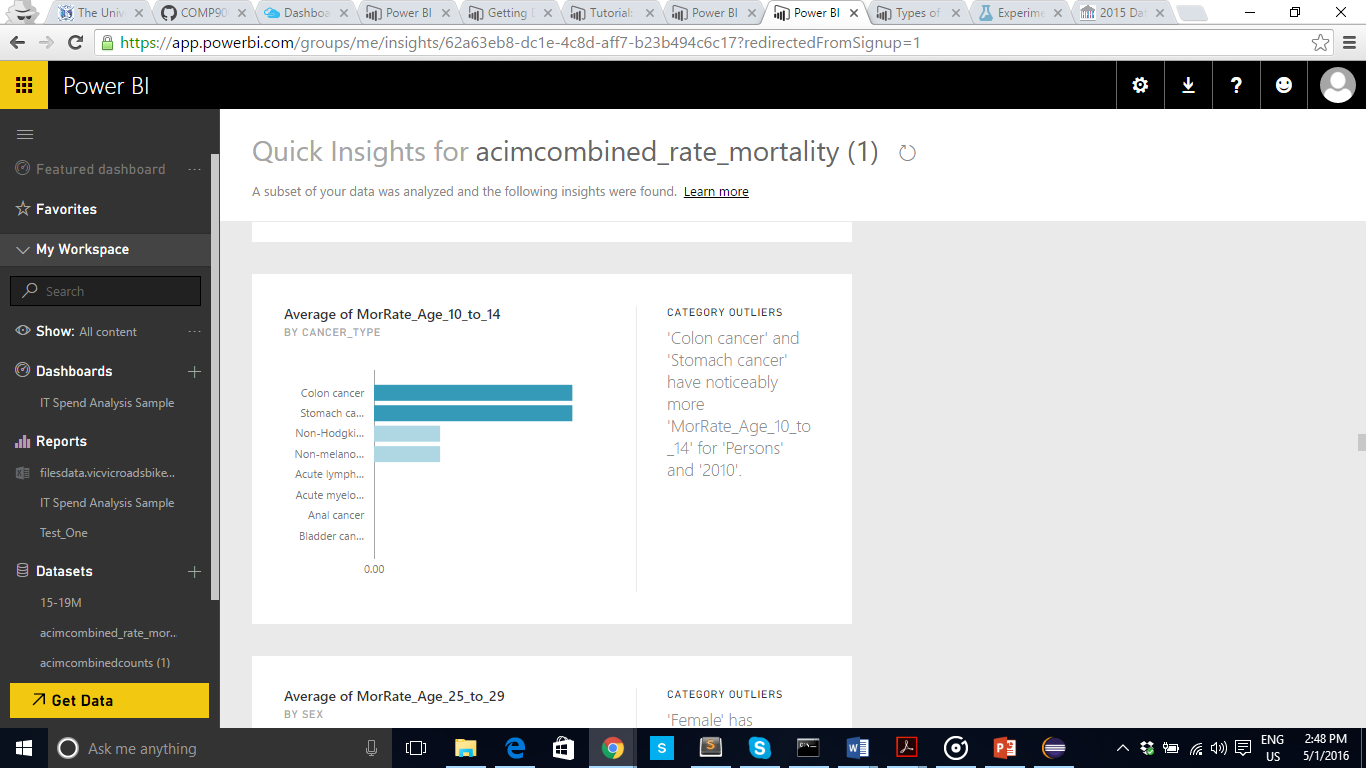 The Unive
COMP90
Dashboa
Power BI
Getting
Tutorial
Power BI
Power BI
Types of
Experime
2015 Dat
https://app.powerbi.com/groups/me/insights/62a63eb8-dc1e-4c8d-aff7-b23b494c6c17?redirectedFromSignup=1
Power BI
Featured dashboard
Favorites
My Workspace
Search
Show: All content
Dashboards
IT Spend Analysis Sample
Reports
filesdata.vicvicroadsbike...
IT Spend Analysis Sample
Test_One
Datasets
15-19M
acimcombined_rate_mor...
acimcombinedcounts (1)
Get Data
Quick Insights for acimcombined_rate_mortality (1)
A subset of your data was analyzed and the following insights were found. Learn more
Average of MorRate_Age_10_to_14
BY CANCER_TYPE
Colon cancer
Stomach ca...
Non-Hodgki...
Non-melano...
Acute lymph...
Acute myelo...
Anal cancer
Bladder can...
0.00
CATEGORY OUTLIERS
'Colon cancer' and
'Stomach cancer'
have noticeably
more
'MorRate_Age_10_to
_14' for 'Persons'
and '2010'.
Average of MorRate_Age_25_to_29
BY SEX
CATEGORY OUTLIERS
'Female' has
Ask me anything
ENG
US
2:48 PM
5/1/2016